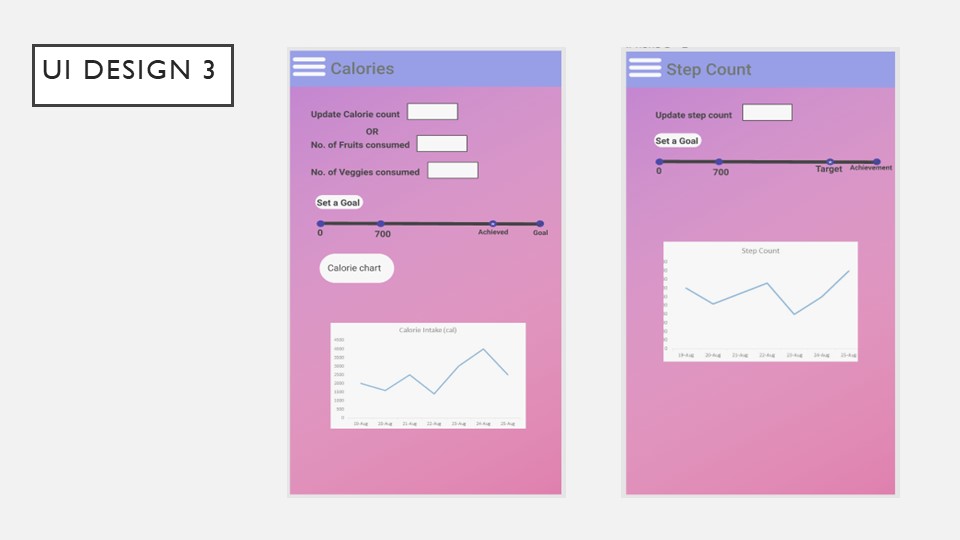 UI DESIGN 3
Calories
Update Calorie count
OR
No. of Fruits consumed
No. of Veggies consumed
Set a Goal
0 700 Achieved Goal
Calorie chart
Calorie Intake (cal)
4500
4000
3500
3000
2500
2000
1500
1000
500
0
19-Aug 20-Aug 21-Aug 22-Aug 23-Aug 24-Aug 25-Aug
Step Count
Update step count
Set a Goal
0 700 Target Achievement
Step Count
19-Aug 20-Aug 21-Aug 22-Aug 23-Aug 24-Aug 25-Aug